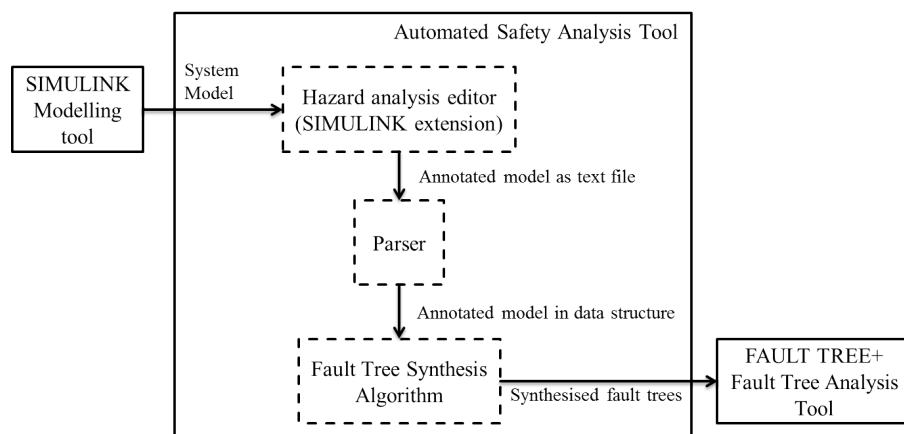 Automated Safety Analysis Tool
SIMULINK
Modelling
tool
System
Model
Hazard analysis editor
(SIMULINK extension)
Annotated model as text file
Parser
Annotated model in data structure
Fault Tree Synthesis
Algorithm
Synthesised fault trees
FAULT TREE+
Fault Tree Analysis
Tool